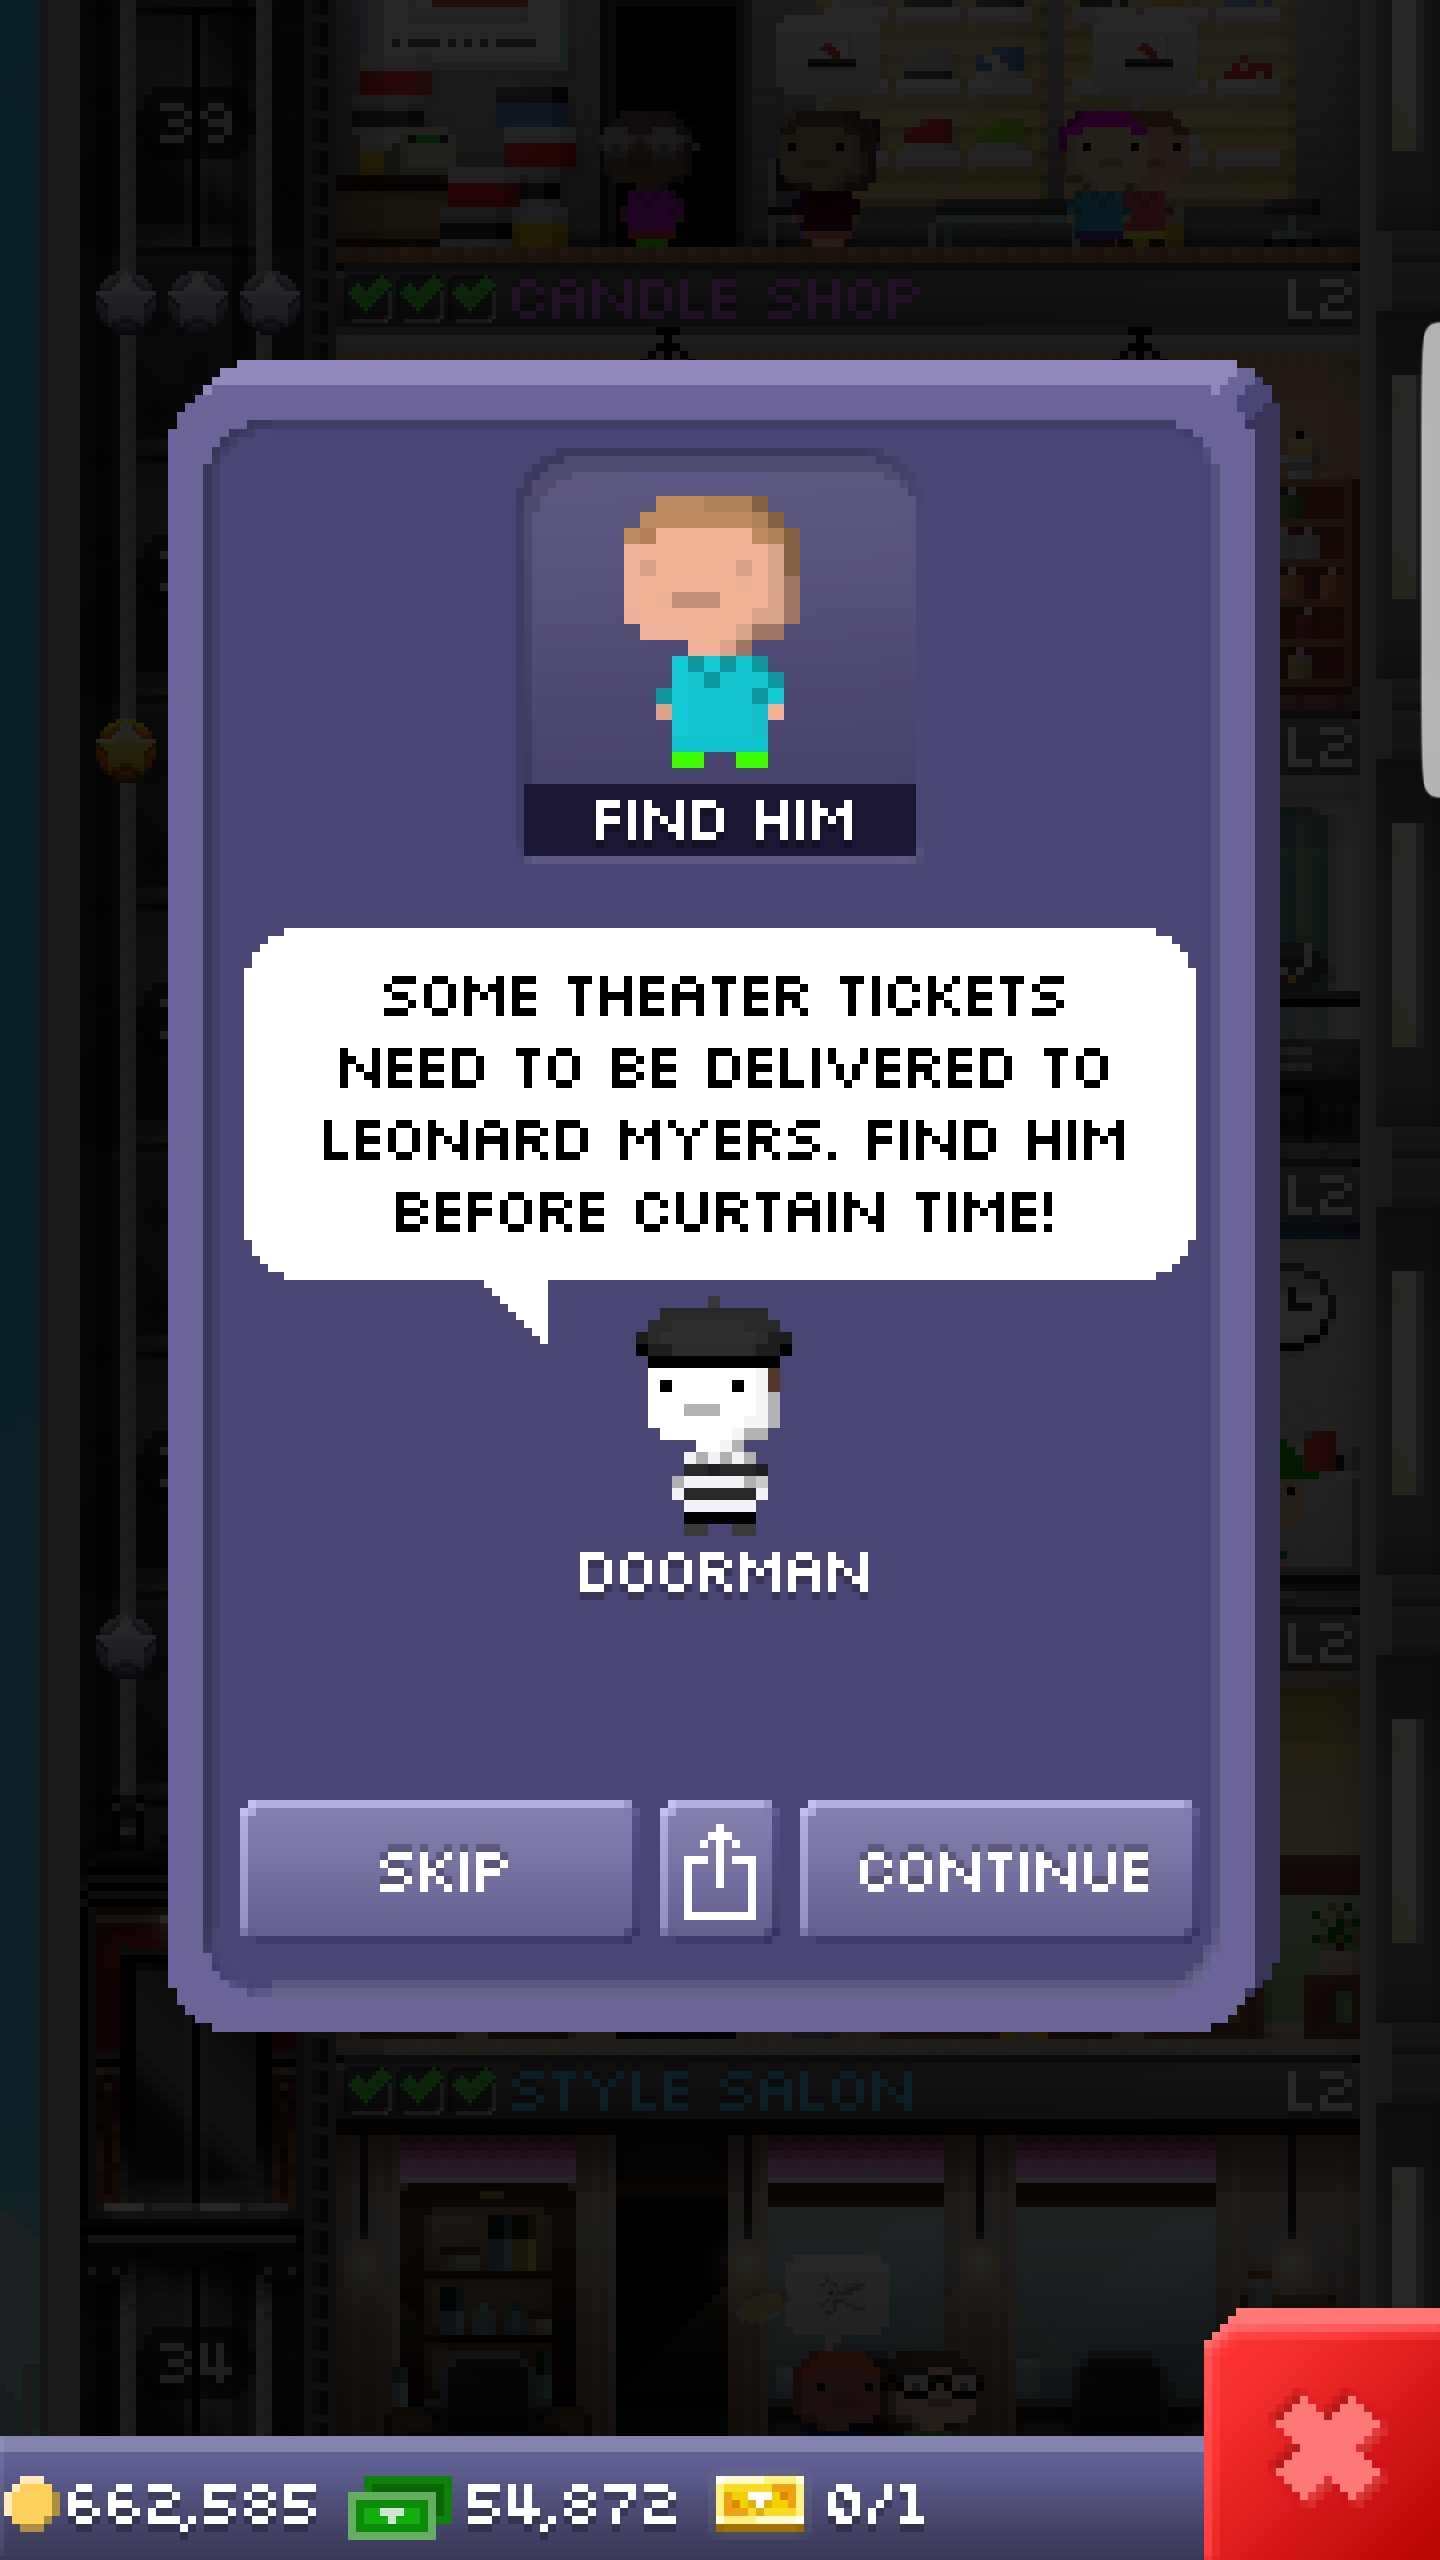 39
CANDLE SHOP L2
FIND HIM
L2
SOME THEATER TICKETS
NEED TO BE DELIVERED TO
LEONARD MYERS. FIND HIM
BEFORE CURTAIN TIME!
L2
DOORMAN
L2
SKIP
CONTINUE
STYLE SALON L2
34
662,585 54,872 0/1